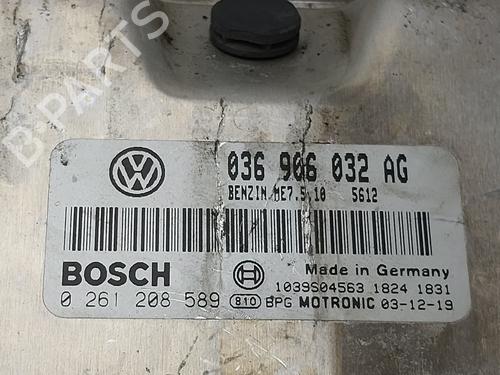 B-PARTS
036 906 032 AG
BENZIN ME7.5.10 5612
BOSCH
Made in Germany
1039S04563 1824 1831
0 261 208 589 810 BPG MOTRONIC 03-12-19